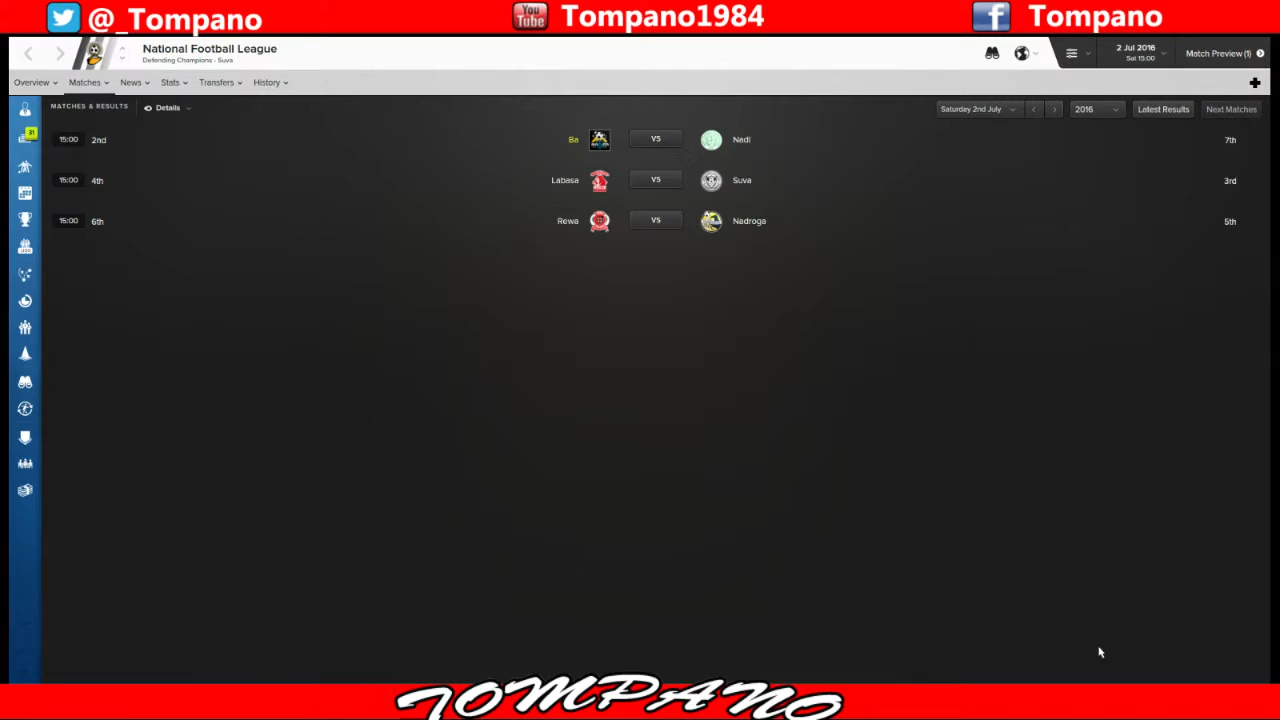 @_Tompano
You Tube
Tompano1984
f
Tompano
National Football League
Defending Champions - Suva
2 Jul 2016
Sat 15:00
Match Preview (1)
Overview
Matches
News
Stats
Transfers
History
31
MATCHES & RESULTS
Details
Saturday 2nd July
2016
Latest Results
Next Matches
15:00 2nd Ba VS Nadi 7th
15:00 4th Labasa VS Suva 3rd
15:00 6th Rewa VS Nadroga 5th
TOMPANO